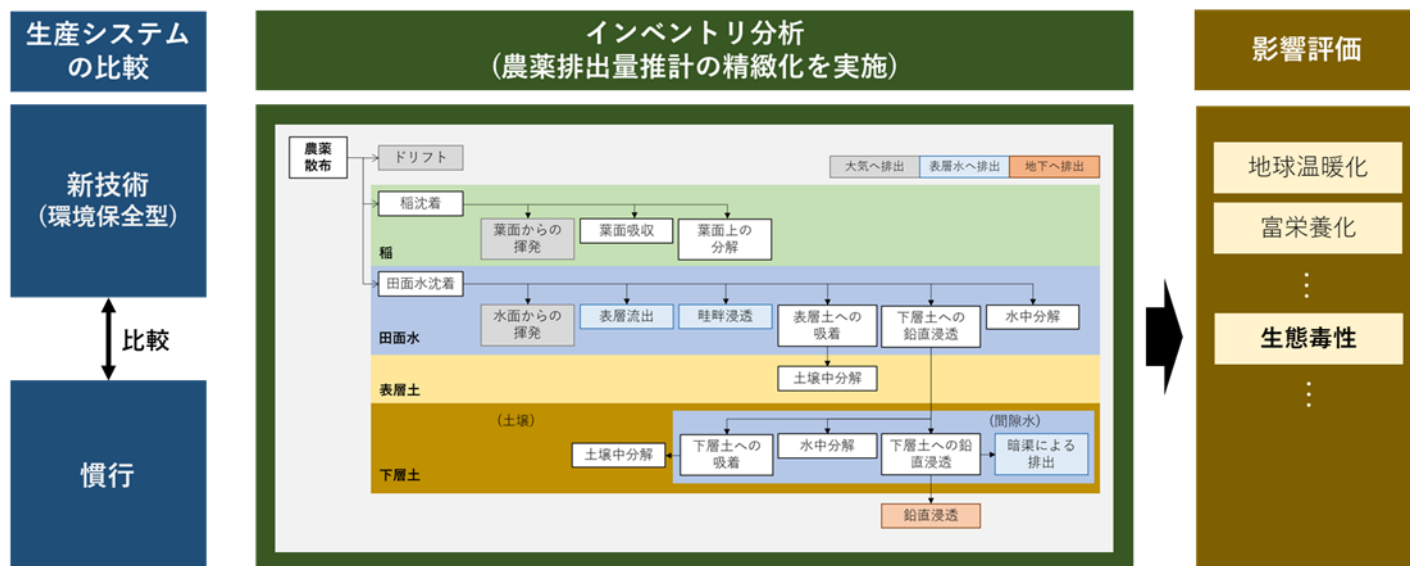 生産システム
の比較
新技術
(環境保全型)
比較
慣行
インベントリ分析
(農薬排出量推計の精緻化を実施)
農薬
散布
ドリフト
大気へ排出
表層水へ排出
地下へ排出
稲沈着
葉面からの
揮発
葉面吸収
葉面上の
分解
稲
田面水沈着
水面からの
揮発
表層流出
畦畔浸透
表層土への
吸着
下層土への
鉛直浸透
水中分解
田面水
土壌中分解
表層土
(土壌)
(間隙水)
土壌中分解
下層土への
吸着
水中分解
下層土への鉛
直浸透
暗渠による
排出
下層土
鉛直浸透
影響評価
地球温暖化
富栄養化
⋮
生態毒性
⋮